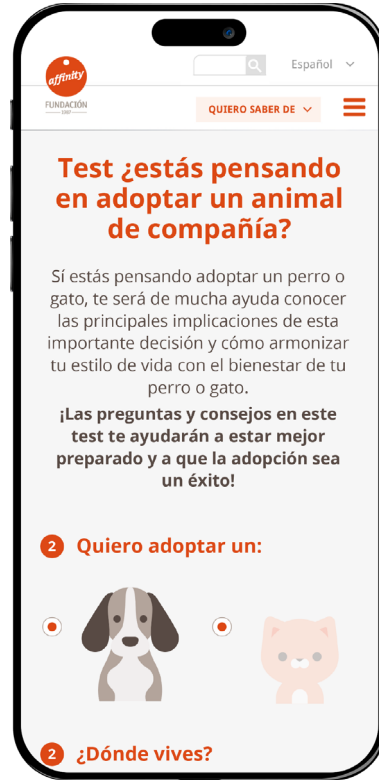 Español
affinity
FUNDACIÓN
QUIERO SABER DE
Test ¿estás pensando
en adoptar un animal
de compañía?
Sí estás pensando adoptar un perro o
gato, te será de mucha ayuda conocer
las principales implicaciones de esta
importante decisión y cómo armonizar
tu estilo de vida con el bienestar de tu
perro o gato.
¡Las preguntas y consejos en este
test te ayudarán a estar mejor
preparado y a que la adopción sea
un éxito!
2 Quiero adoptar un:
2 ¿Dónde vives?